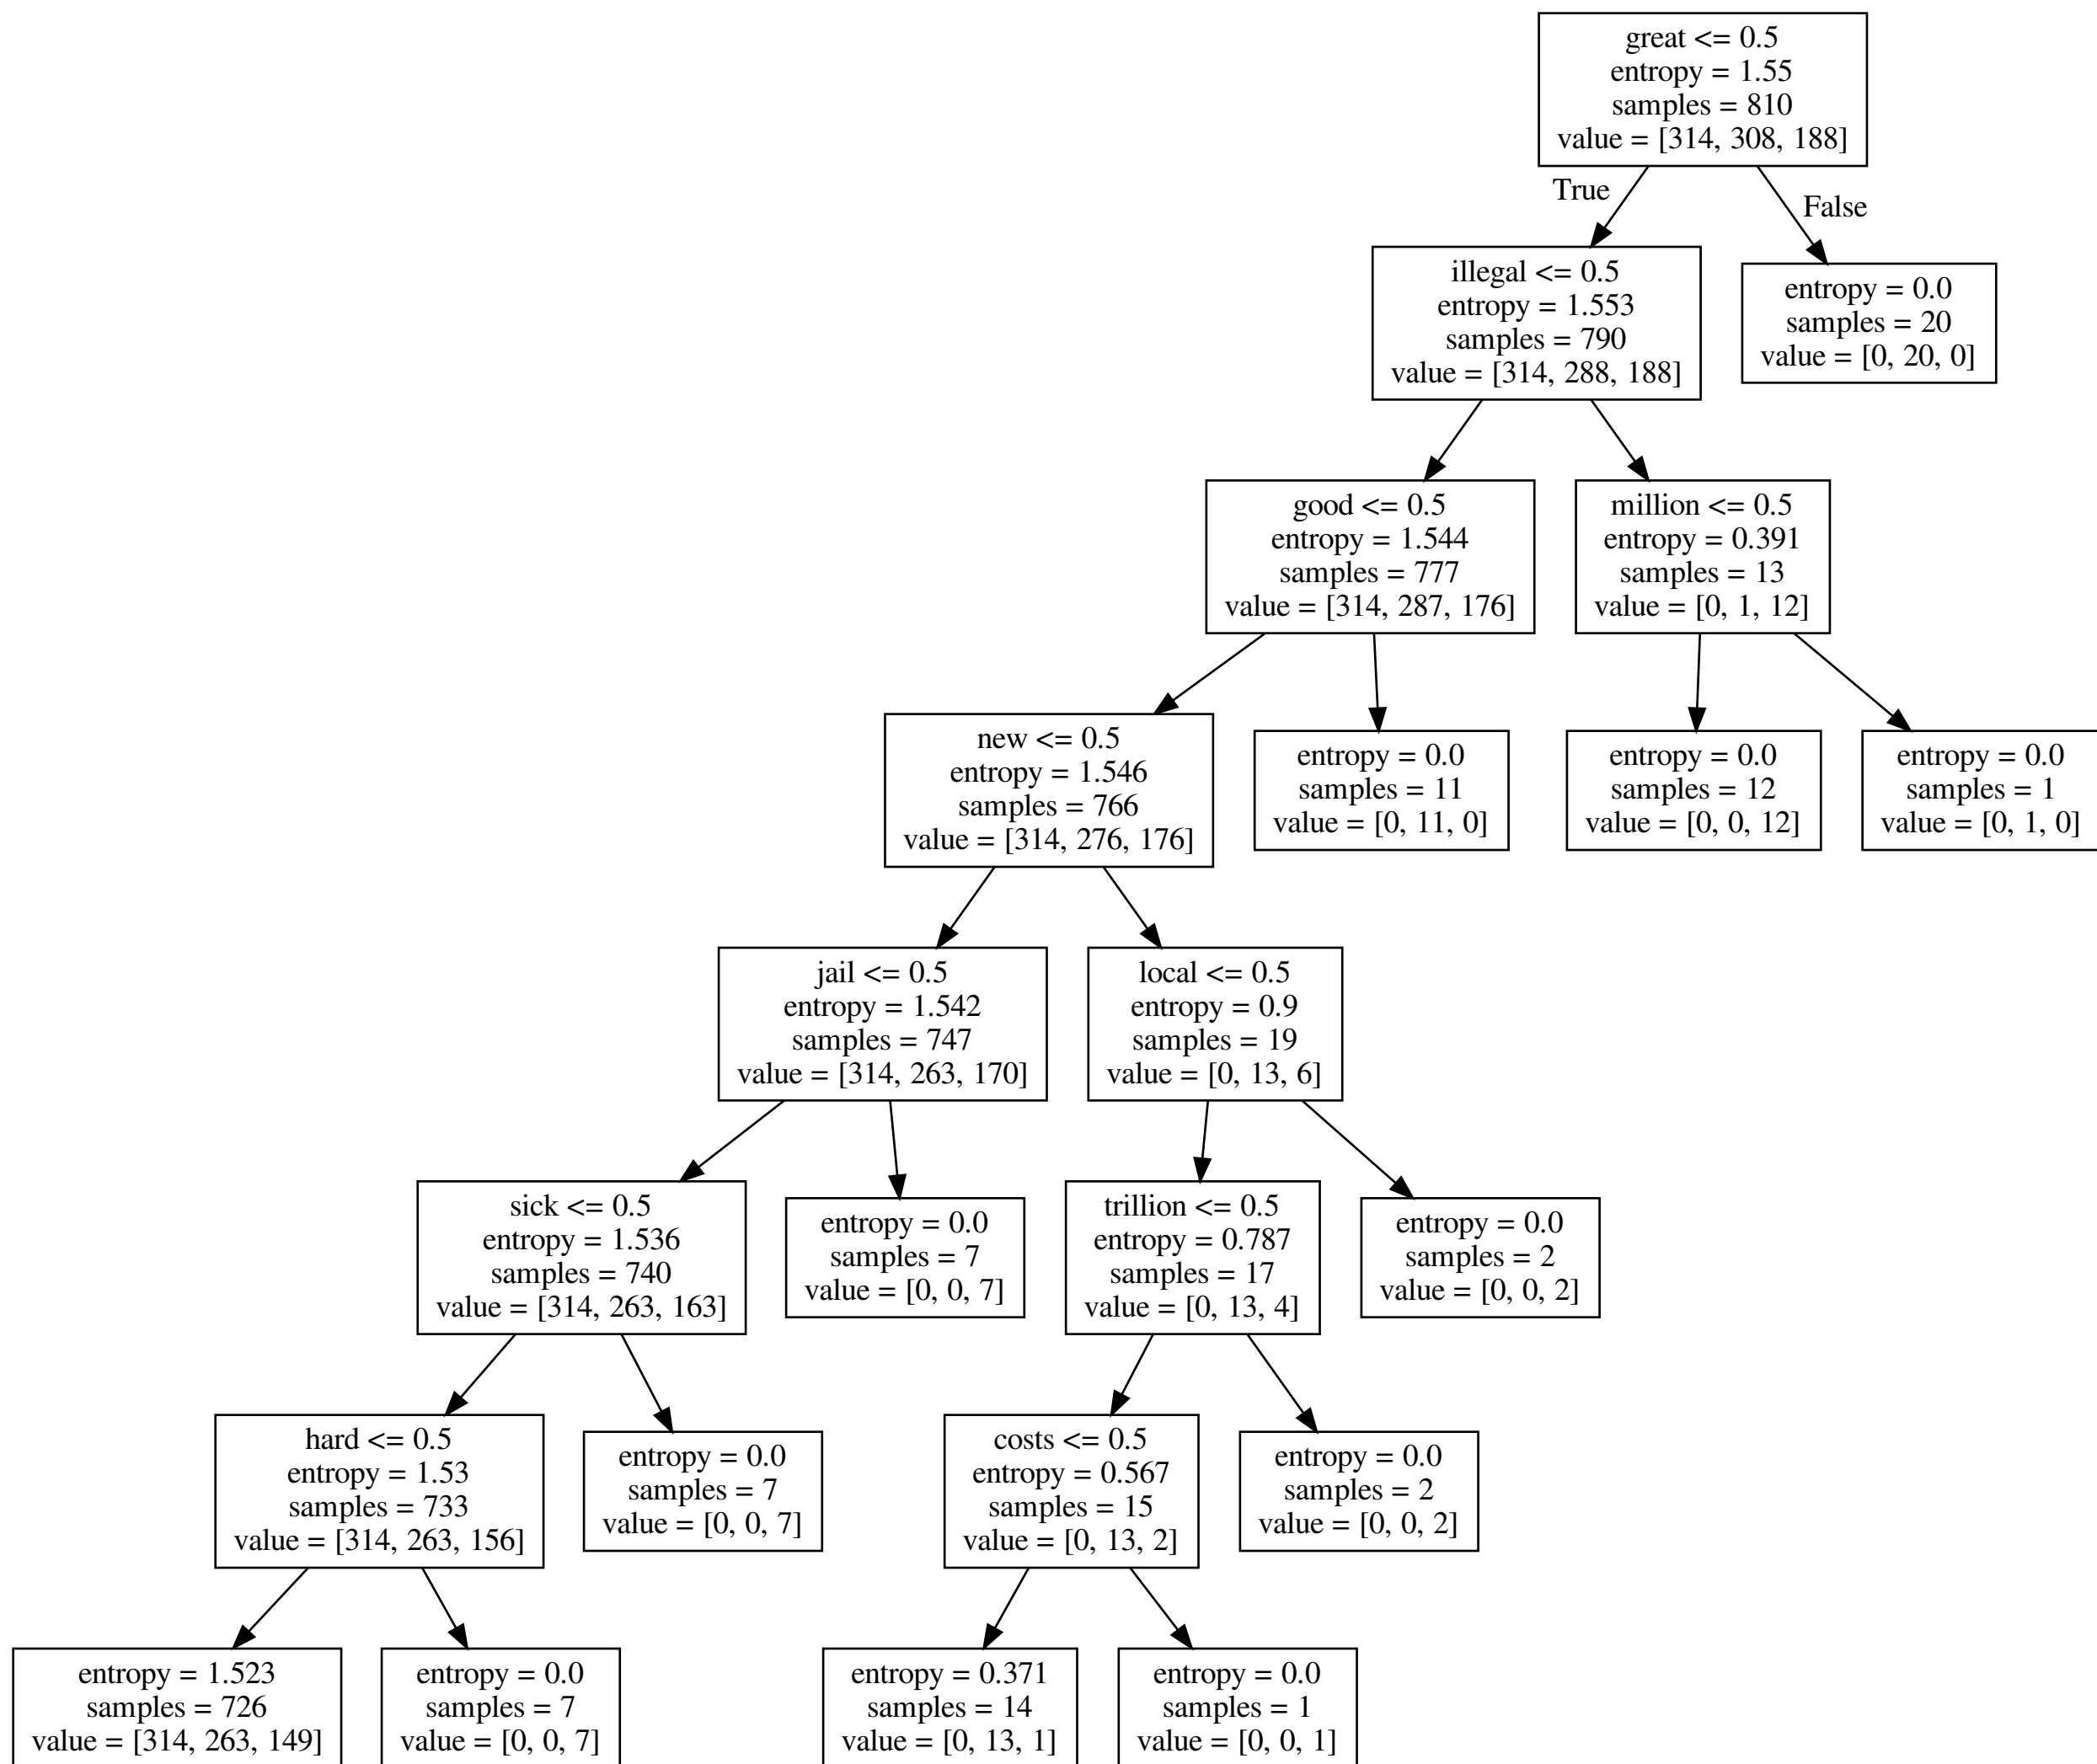 great <= 0.5
entropy = 1.55
samples = 810
value = [314, 308, 188]
True
False
illegal <= 0.5
entropy = 1.553
samples = 790
value = [314, 288, 188]
entropy = 0.0
samples = 20
value = [0, 20, 0]
good <= 0.5
entropy = 1.544
samples = 777
value = [314, 287, 176]
million <= 0.5
entropy = 0.391
samples = 13
value = [0, 1, 12]
new <= 0.5
entropy = 1.546
samples = 766
value = [314, 276, 176]
entropy = 0.0
samples = 11
value = [0, 11, 0]
entropy = 0.0
samples = 12
value = [0, 0, 12]
entropy = 0.0
samples = 1
value = [0, 1, 0]
jail <= 0.5
entropy = 1.542
samples = 747
value = [314, 263, 170]
local <= 0.5
entropy = 0.9
samples = 19
value = [0, 13, 6]
sick <= 0.5
entropy = 1.536
samples = 740
value = [314, 263, 163]
entropy = 0.0
samples = 7
value = [0, 0, 7]
trillion <= 0.5
entropy = 0.787
samples = 17
value = [0, 13, 4]
entropy = 0.0
samples = 2
value = [0, 0, 2]
hard <= 0.5
entropy = 1.53
samples = 733
value = [314, 263, 156]
entropy = 0.0
samples = 7
value = [0, 0, 7]
costs <= 0.5
entropy = 0.567
samples = 15
value = [0, 13, 2]
entropy = 0.0
samples = 2
value = [0, 0, 2]
entropy = 1.523
samples = 726
value = [314, 263, 149]
entropy = 0.0
samples = 7
value = [0, 0, 7]
entropy = 0.371
samples = 14
value = [0, 13, 1]
entropy = 0.0
samples = 1
value = [0, 0, 1]